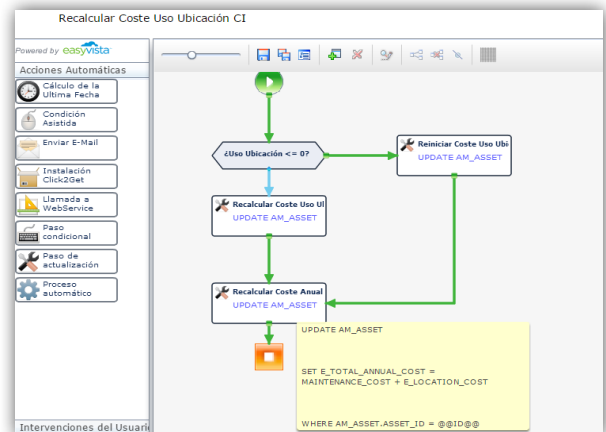 Recalcular Coste Uso Ubicación CI
Powered by easyvista
Acciones Automáticas
Cálculo de la
Ultima Fecha
Condición
Asistida
Enviar E-Mail
Instalación
Click2Get
Llamada a
WebService
Paso
condicional
Paso de
actualización
Proceso
automático
Intervenciones del Usuari
¿Uso Ubicación <= 0?
Reiniciar Coste Uso Ubi
UPDATE AM_ASSET
Recalcular Coste Uso Ul
UPDATE AM_ASSET
Recalcular Coste Anual
UPDATE AM_ASSET
UPDATE AM_ASSET
SET E_TOTAL_ANNUAL_COST =
MAINTENANCE_COST + E_LOCATION_COST
WHERE AM_ASSET.ASSET_ID = @@ID@@